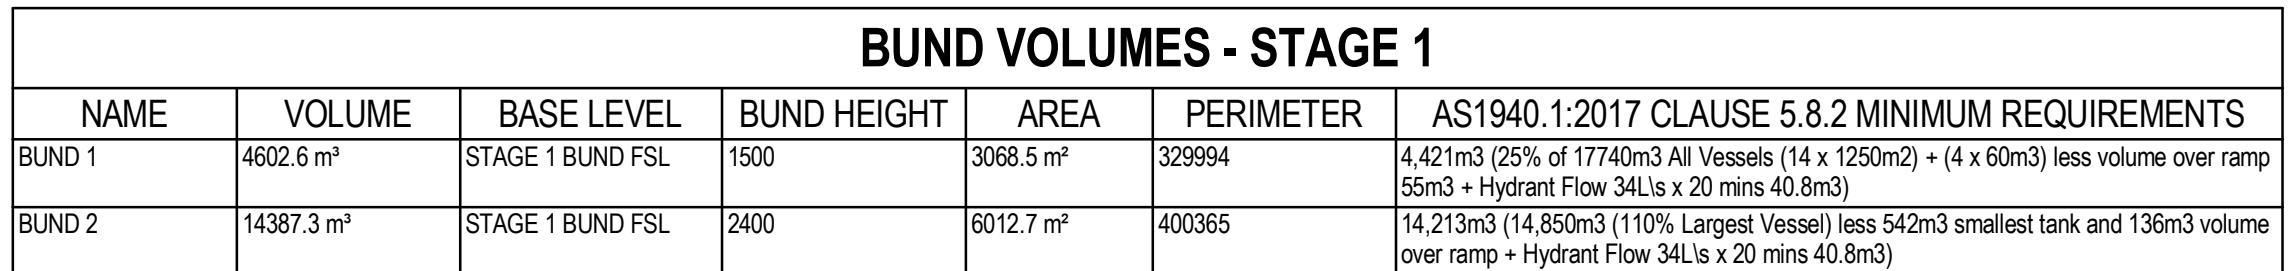 BUND VOLUMES - STAGE 1
NAME VOLUME BASE LEVEL BUND HEIGHT AREA PERIMETER AS1940.1:2017 CLAUSE 5.8.2 MINIMUM REQUIREMENTS
BUND 1 4602.6 m³ STAGE 1 BUND FSL 1500 3068.5 m² 329994 4,421m3 (25% of 17740m3 All Vessels (14 x 1250m2) + (4 x 60m3) less volume over ramp
55m3 + Hydrant Flow 34L\s x 20 mins 40.8m3)
BUND 2 14387.3 m³ STAGE 1 BUND FSL 2400 6012.7 m² 400365 14,213m3 (14,850m3 (110% Largest Vessel) less 542m3 smallest tank and 136m3 volume
over ramp + Hydrant Flow 34L\s x 20 mins 40.8m3)